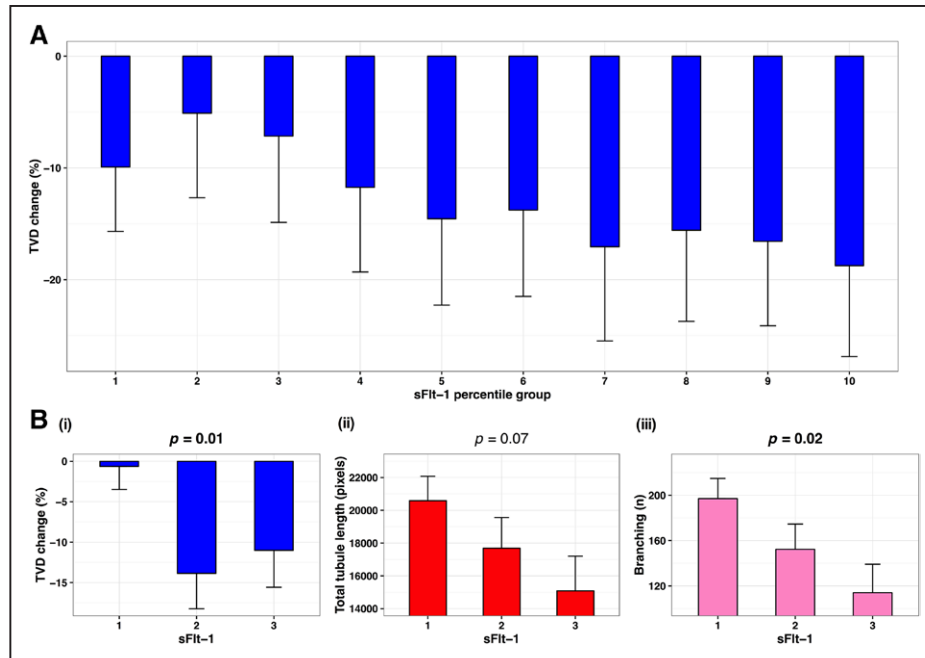 A
TVD change (%)
0
−10
−20
1 2 3 4 5 6 7 8 9 10
sFlt−1 percentile group
B
(i)
p = 0.01
TVD change (%)
0
−5
−10
−15
1 2 3
sFlt−1
(ii)
p = 0.07
Total tubule length (pixels)
22000
20000
18000
16000
14000
1 2 3
sFlt−1
(iii)
p = 0.02
Branching (n)
200
160
120
1 2 3
sFlt−1